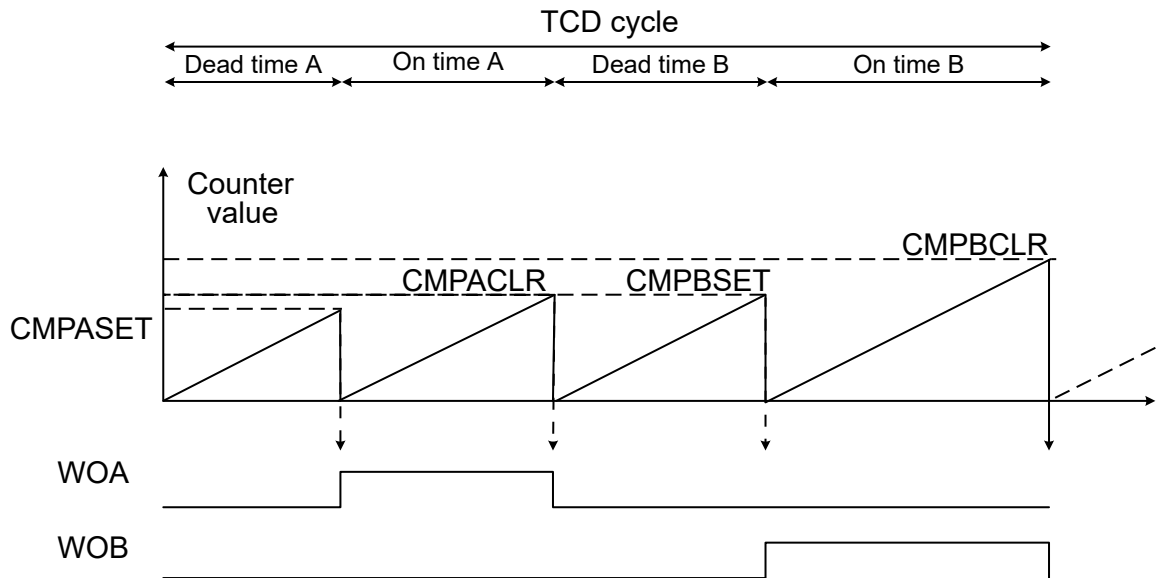 TCD cycle
Dead time A
On time A
Dead time B
On time B
Counter
value
CMPBCLR
CMPACLR
CMPBSET
CMPASET
WOA
WOB